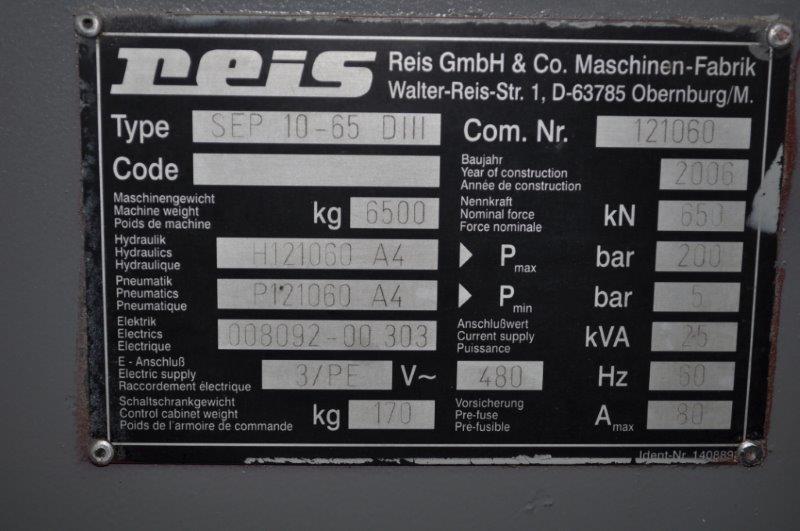 reis Reis GmbH & Co. Maschinen-Fabrik
Walter-Reis-Str. 1, D-63785 Obernburg/M.
Type SEP 10-65 DIII Com. Nr. 121060
Code
Baujahr
Year of construction 2006
Année de construction
Maschinengewicht
Machine weight kg 6500
Poids de machine
Nennkraft
Nominal force kN 650
Force nominale
Hydraulik
Hydraulics H121060 A4
Hydraulique
P max bar 200
Pneumatik
Pneumatics P121060 A4
Pneumatique
P min bar 5
Elektrik
Electrics 008092-00 303
Electrique
Anschlußwert
Current supply kVA 25
Puissance
E - Anschluß
Electric supply 3/PE V~ 480 Hz 60
Raccordement électrique
Schaltschrankgewicht
Control cabinet weight kg 170
Poids de l'armoire de commande
Vorsicherung
Pre-fuse A max 80
Pre-fusible
Ident-Nr.